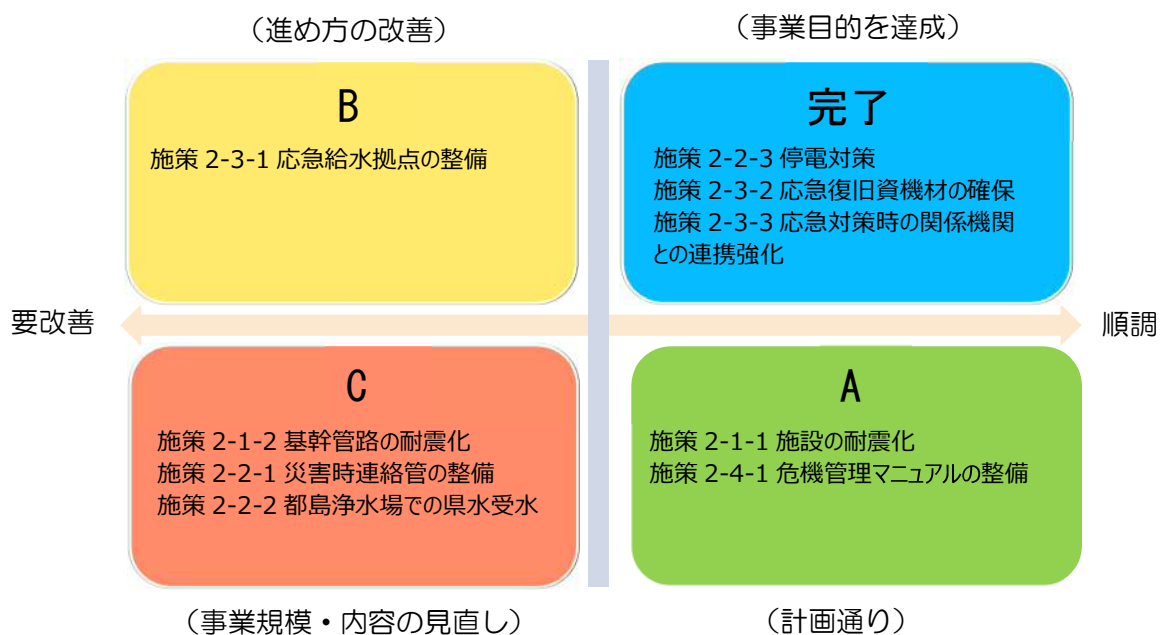 （進め方の改善）
（事業目的を達成）
B
施策 2-3-1 応急給水拠点の整備
完了
施策 2-2-3 停電対策
施策 2-3-2 応急復旧資機材の確保
施策 2-3-3 応急対策時の関係機関
との連携強化
要改善
順調
C
施策 2-1-2 基幹管路の耐震化
施策 2-2-1 災害時連絡管の整備
施策 2-2-2 都島浄水場での県水受水
A
施策 2-1-1 施設の耐震化
施策 2-4-1 危機管理マニュアルの整備
（事業規模・内容の見直し）
（計画通り）